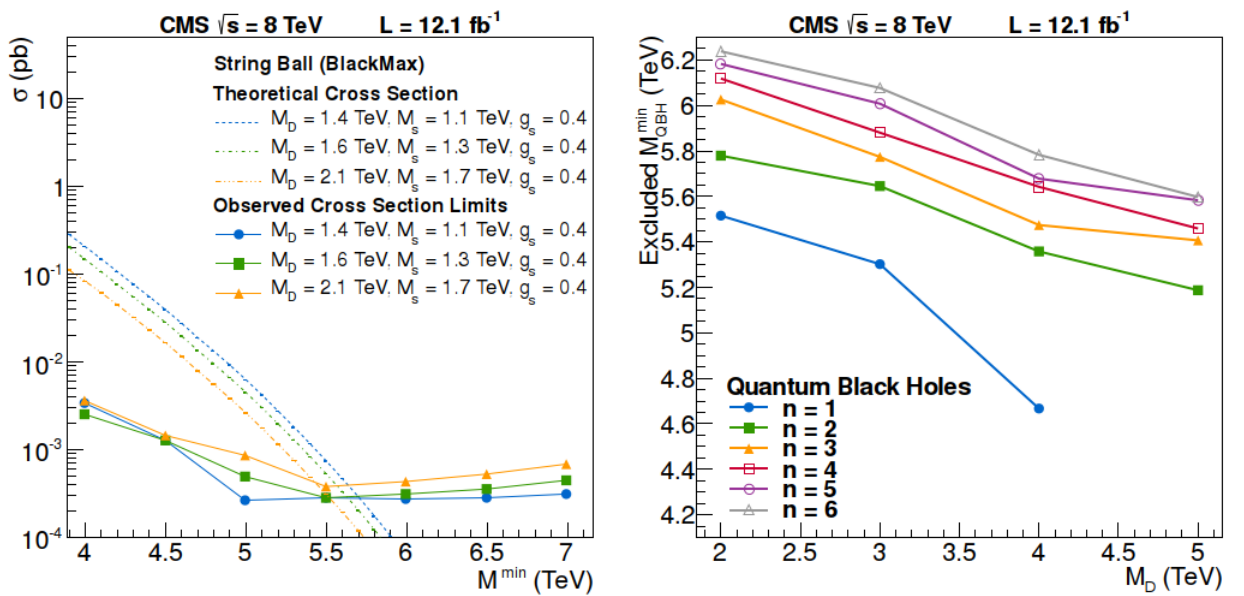 CMS √s = 8 TeV L = 12.1 fb⁻¹
σ (pb)
10
1
10⁻¹
10⁻²
10⁻³
10⁻⁴
String Ball (BlackMax)
Theoretical Cross Section
M_D = 1.4 TeV, M_s = 1.1 TeV, g_s = 0.4
M_D = 1.6 TeV, M_s = 1.3 TeV, g_s = 0.4
M_D = 2.1 TeV, M_s = 1.7 TeV, g_s = 0.4
Observed Cross Section Limits
M_D = 1.4 TeV, M_s = 1.1 TeV, g_s = 0.4
M_D = 1.6 TeV, M_s = 1.3 TeV, g_s = 0.4
M_D = 2.1 TeV, M_s = 1.7 TeV, g_s = 0.4
4 4.5 5 5.5 6 6.5 7
M^min (TeV)
CMS √s = 8 TeV L = 12.1 fb⁻¹
Excluded M_QBH^min (TeV)
6.2
6
5.8
5.6
5.4
5.2
5
4.8
4.6
4.4
4.2
Quantum Black Holes
n = 1
n = 2
n = 3
n = 4
n = 5
n = 6
2 2.5 3 3.5 4 4.5 5
M_D (TeV)